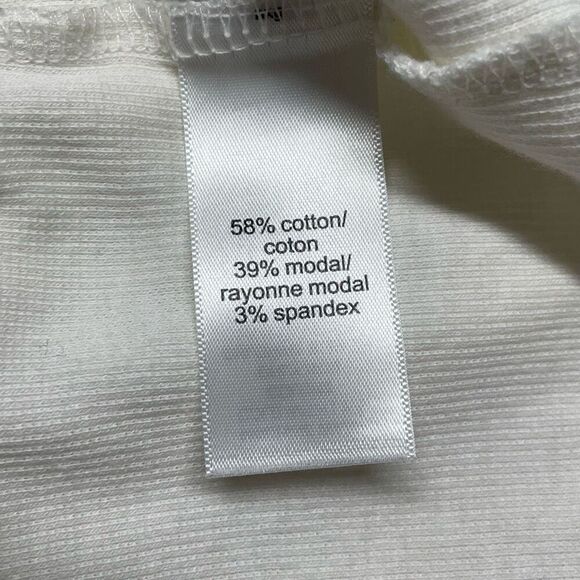 58% cotton/
coton
39% modal/
rayonne modal
3% spandex